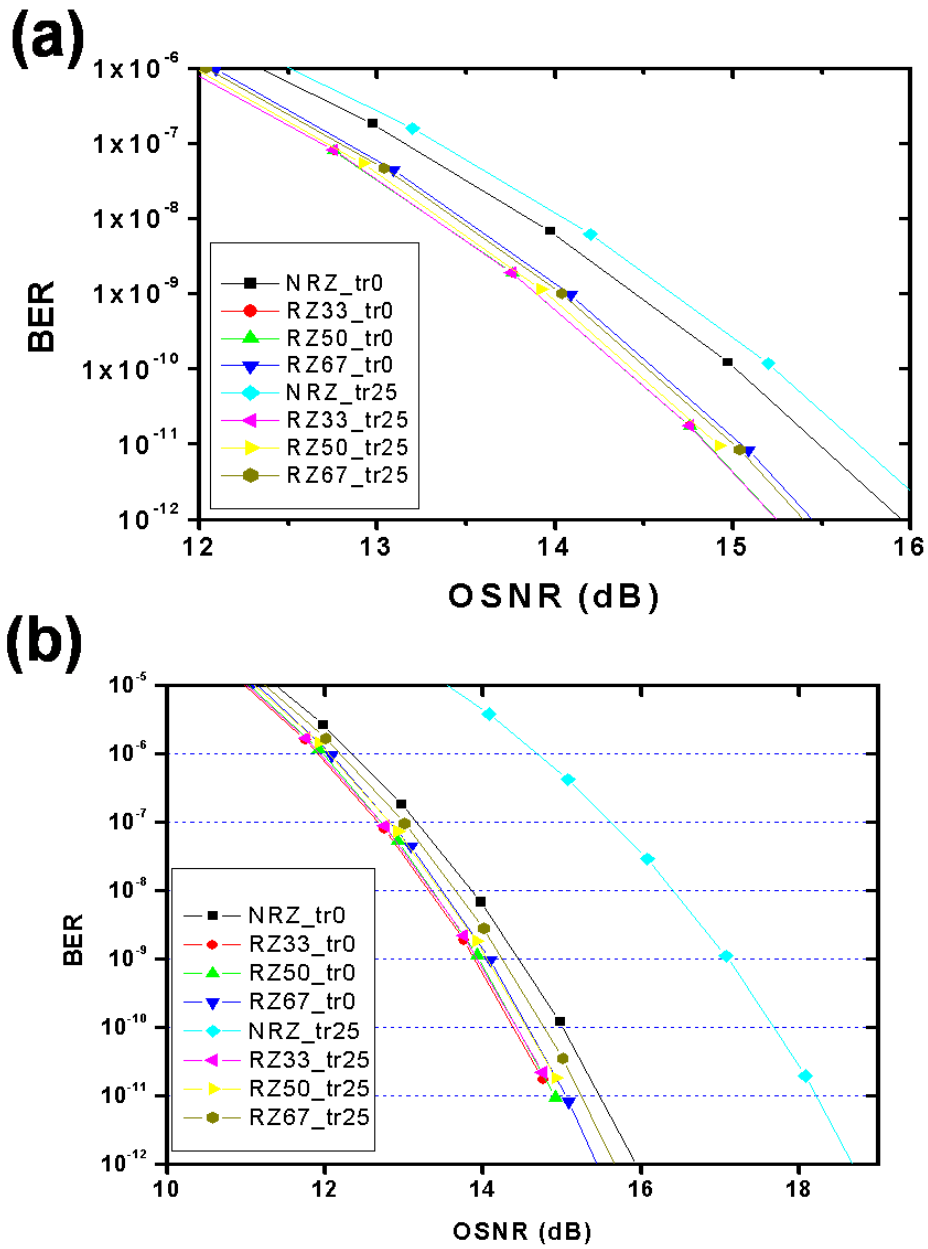 (a)
1x10⁻⁶
1x10⁻⁷
1x10⁻⁸
1x10⁻⁹
1x10⁻¹⁰
1x10⁻¹¹
10⁻¹²
BER
NRZ_tr0
RZ33_tr0
RZ50_tr0
RZ67_tr0
NRZ_tr25
RZ33_tr25
RZ50_tr25
RZ67_tr25
12 13 14 15 16
OSNR (dB)
(b)
10⁻⁵
10⁻⁶
10⁻⁷
10⁻⁸
10⁻⁹
10⁻¹⁰
10⁻¹¹
10⁻¹²
BER
NRZ_tr0
RZ33_tr0
RZ50_tr0
RZ67_tr0
NRZ_tr25
RZ33_tr25
RZ50_tr25
RZ67_tr25
10 12 14 16 18
OSNR (dB)